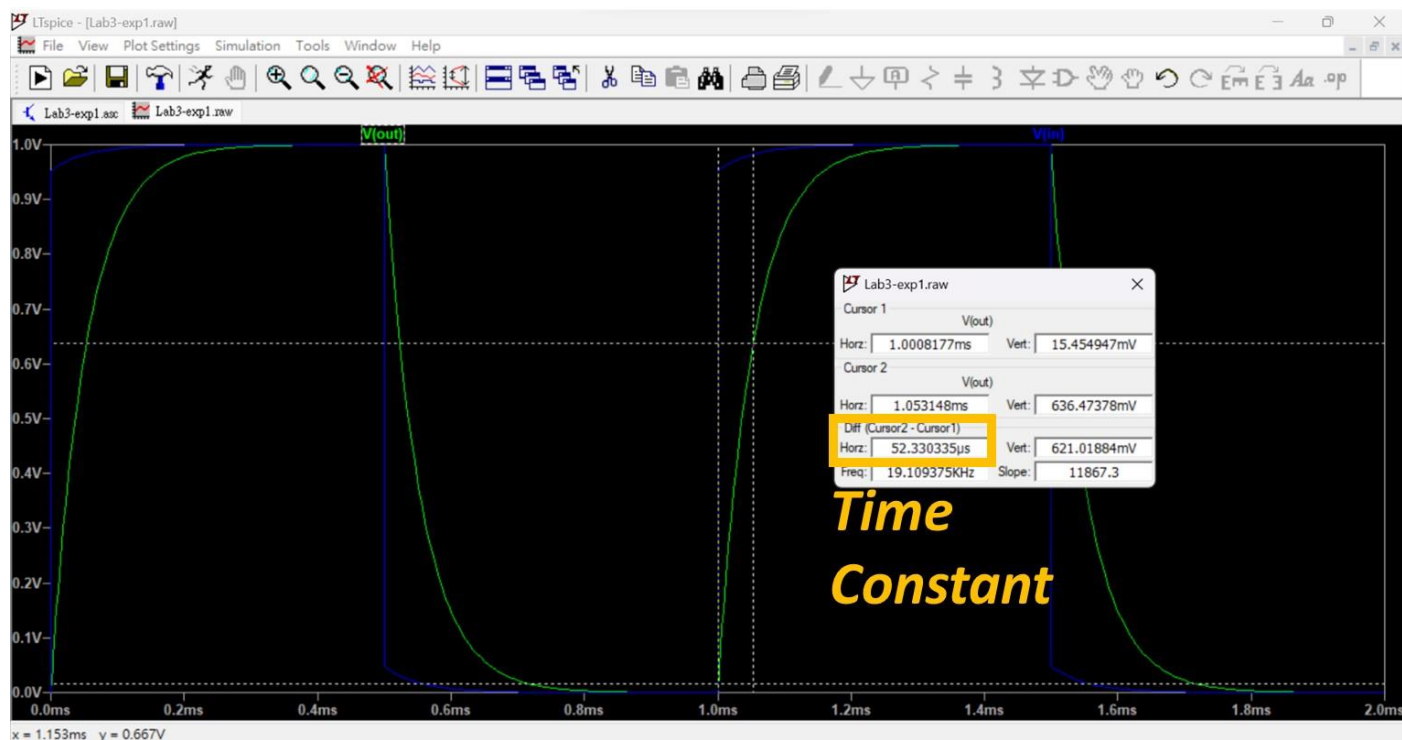 LTspice - [Lab3-exp1.raw]
File View Plot Settings Simulation Tools Window Help
Aa .op
Lab3-exp1.asc Lab3-exp1.raw
V(out) V(in)
1.0V
0.9V
0.8V
0.7V
0.6V
0.5V
0.4V
0.3V
0.2V
0.1V
0.0V
0.0ms 0.2ms 0.4ms 0.6ms 0.8ms 1.0ms 1.2ms 1.4ms 1.6ms 1.8ms 2.0ms
Lab3-exp1.raw
Cursor 1
V(out)
Horz: 1.0008177ms Vert: 15.454947mV
Cursor 2
V(out)
Horz: 1.053148ms Vert: 636.47378mV
Diff (Cursor2 - Cursor1)
Horz: 52.330335µs Vert: 621.01884mV
Freq: 19.109375KHz Slope: 11867.3
Time
Constant
x = 1.153ms y = 0.667V